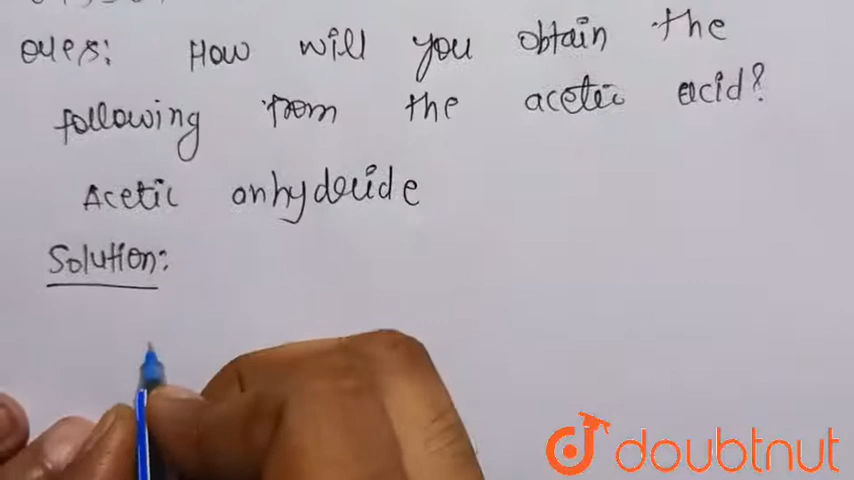 Ques: How will you obtain the
following from the acetic acid?
Acetic anhydride
Solution:
doubtnut